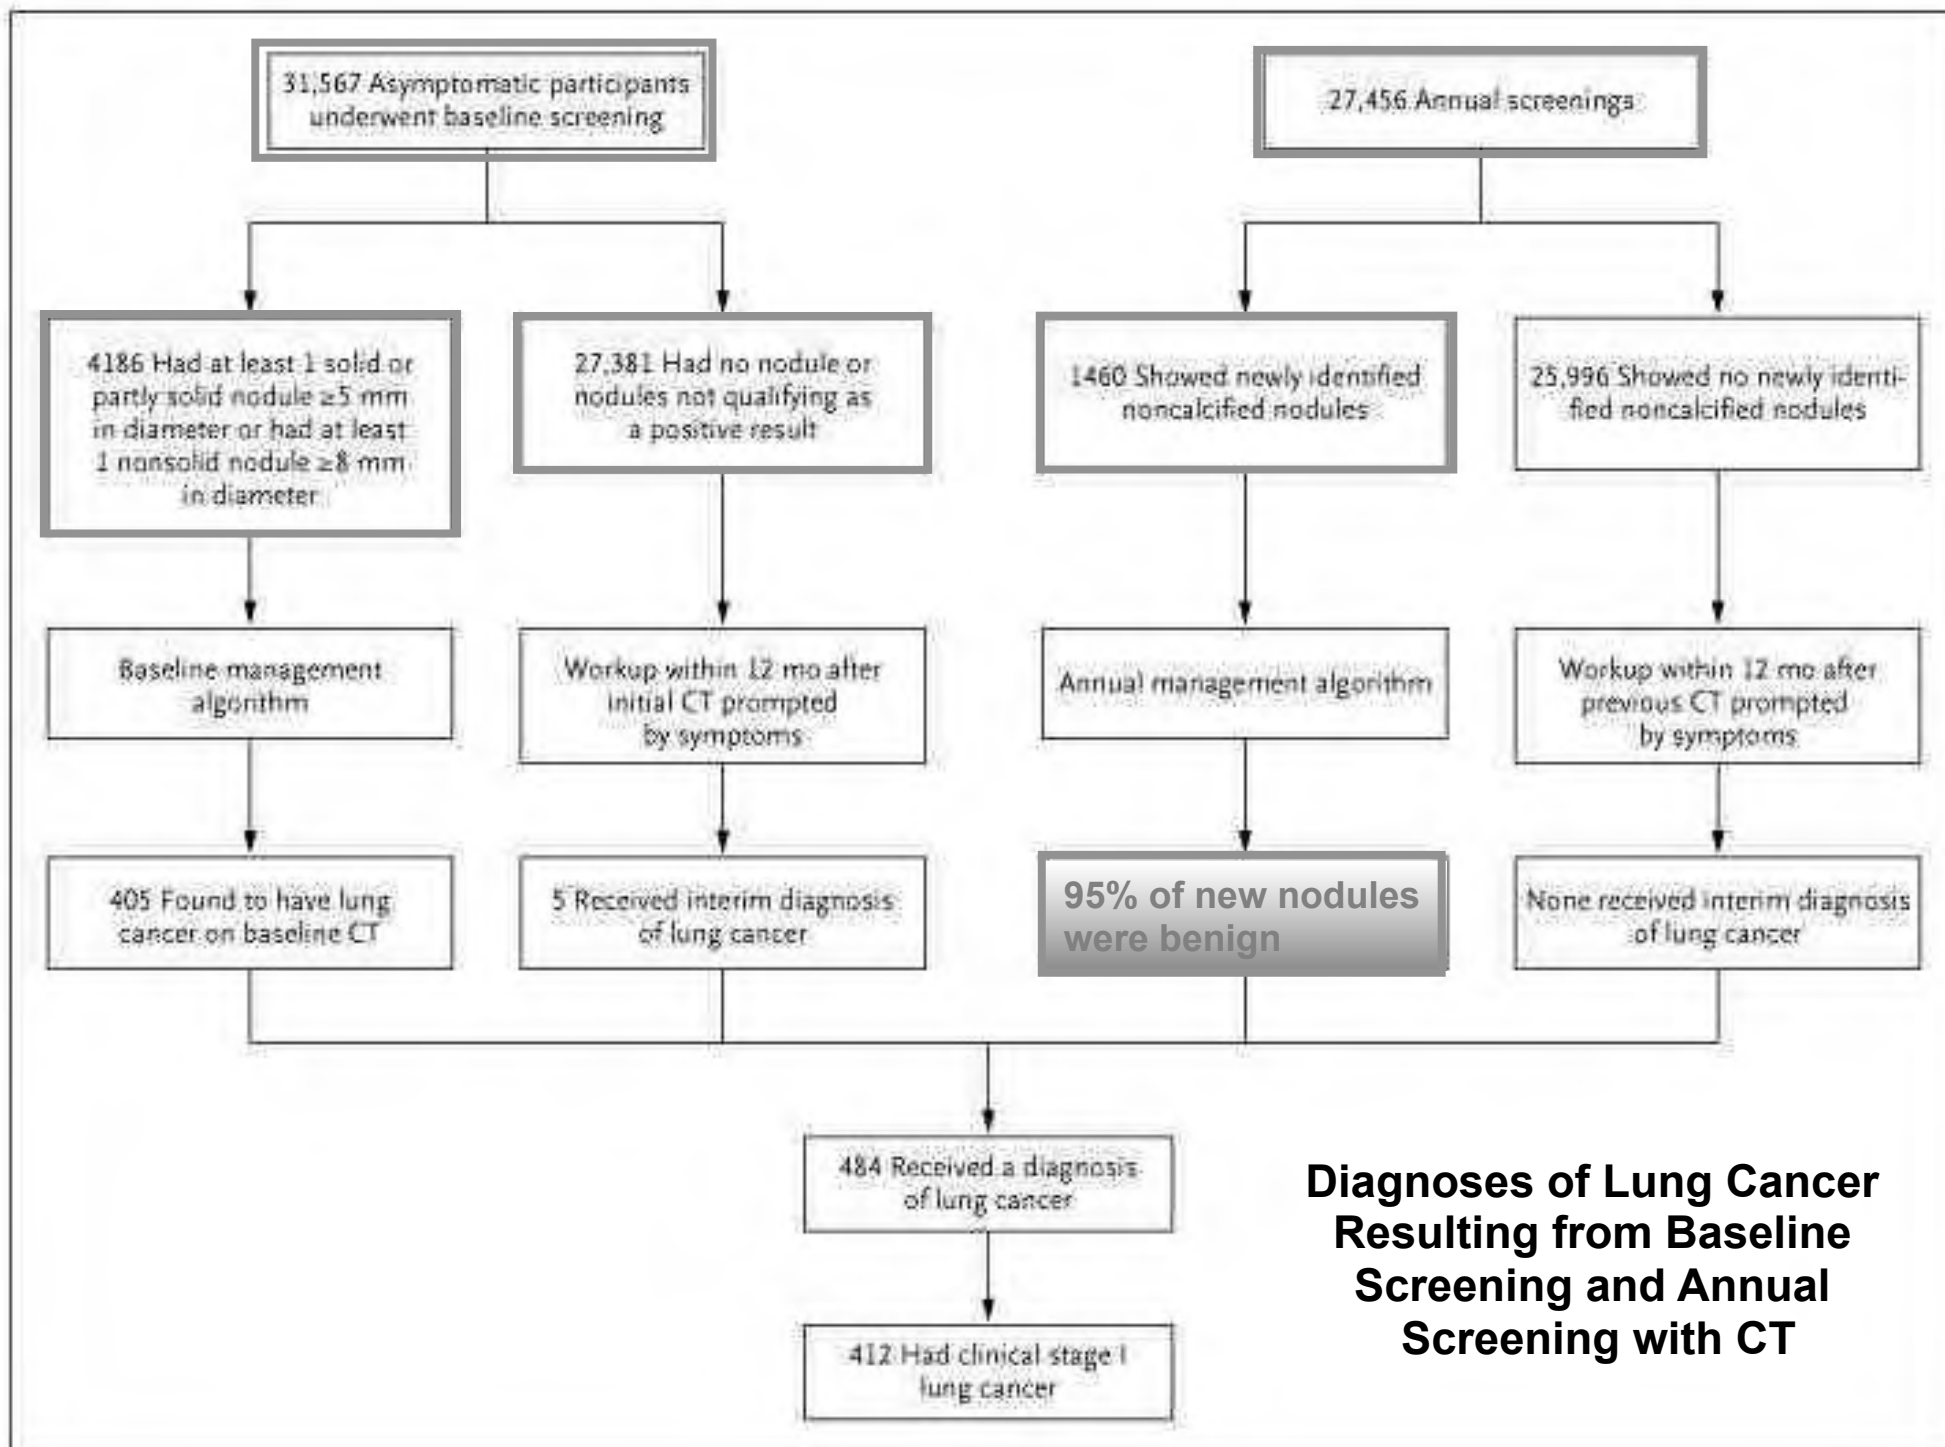 31,567 Asymptomatic participants
underwent baseline screening
27,456 Annual screenings
4186 Had at least 1 solid or
partly solid nodule ≥5 mm
in diameter or had at least
1 nonsolid nodule ≥8 mm
in diameter
27,381 Had no nodule or
nodules not qualifying as
a positive result
1460 Showed newly identified
noncalcified nodules
25,996 Showed no newly identi-
fied noncalcified nodules
Baseline management
algorithm
Workup within 12 mo after
initial CT prompted
by symptoms
Annual management algorithm
Workup within 12 mo after
previous CT prompted
by symptoms
405 Found to have lung
cancer on baseline CT
5 Received interim diagnosis
of lung cancer
95% of new nodules
were benign
None received interim diagnosis
of lung cancer
484 Received a diagnosis
of lung cancer
412 Had clinical stage I
lung cancer
Diagnoses of Lung Cancer
Resulting from Baseline
Screening and Annual
Screening with CT